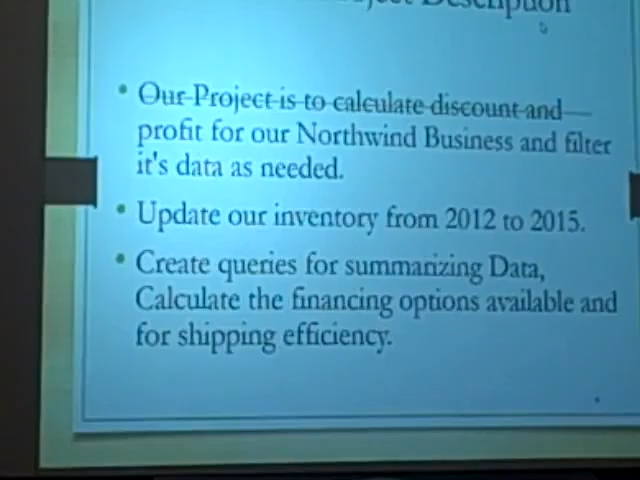 Description
• Our Project is to calculate discount and
profit for our Northwind Business and filter
it's data as needed.
• Update our inventory from 2012 to 2015.
• Create queries for summarizing Data,
Calculate the financing options available and
for shipping efficiency.